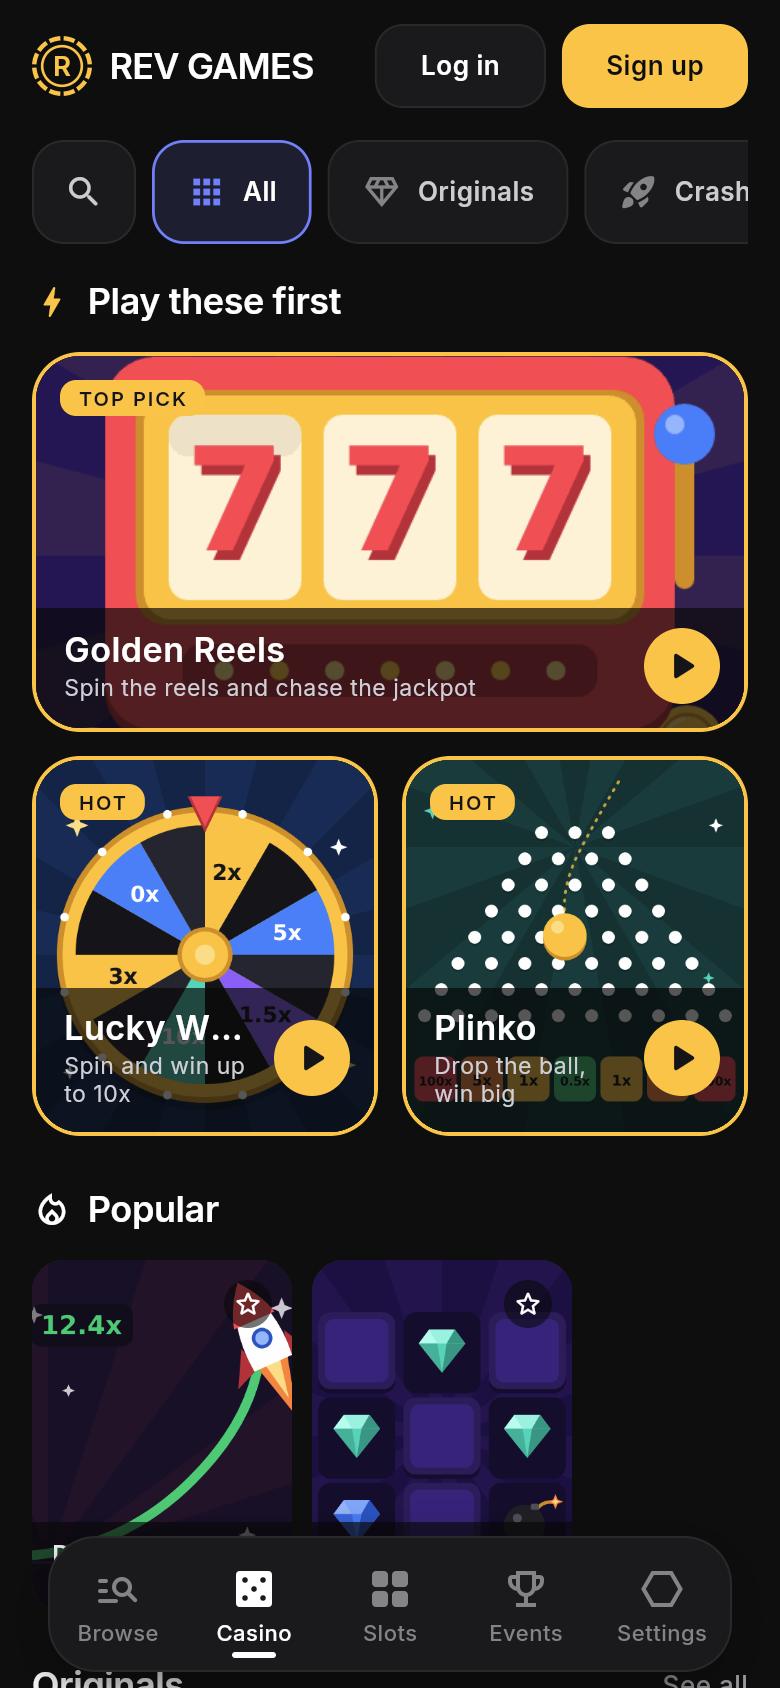 R REV GAMES Log in Sign up
All Originals Crash
Play these first
TOP PICK
7 7 7
Golden Reels
Spin the reels and chase the jackpot
HOT
2x
0x
5x
3x
1.5x
Lucky W...
Spin and win up
to 10x
HOT
Plinko
Drop the ball,
win big
100x 5x 1x 0.5x 1x
Popular
12.4x
Browse Casino Slots Events Settings
Originals See all